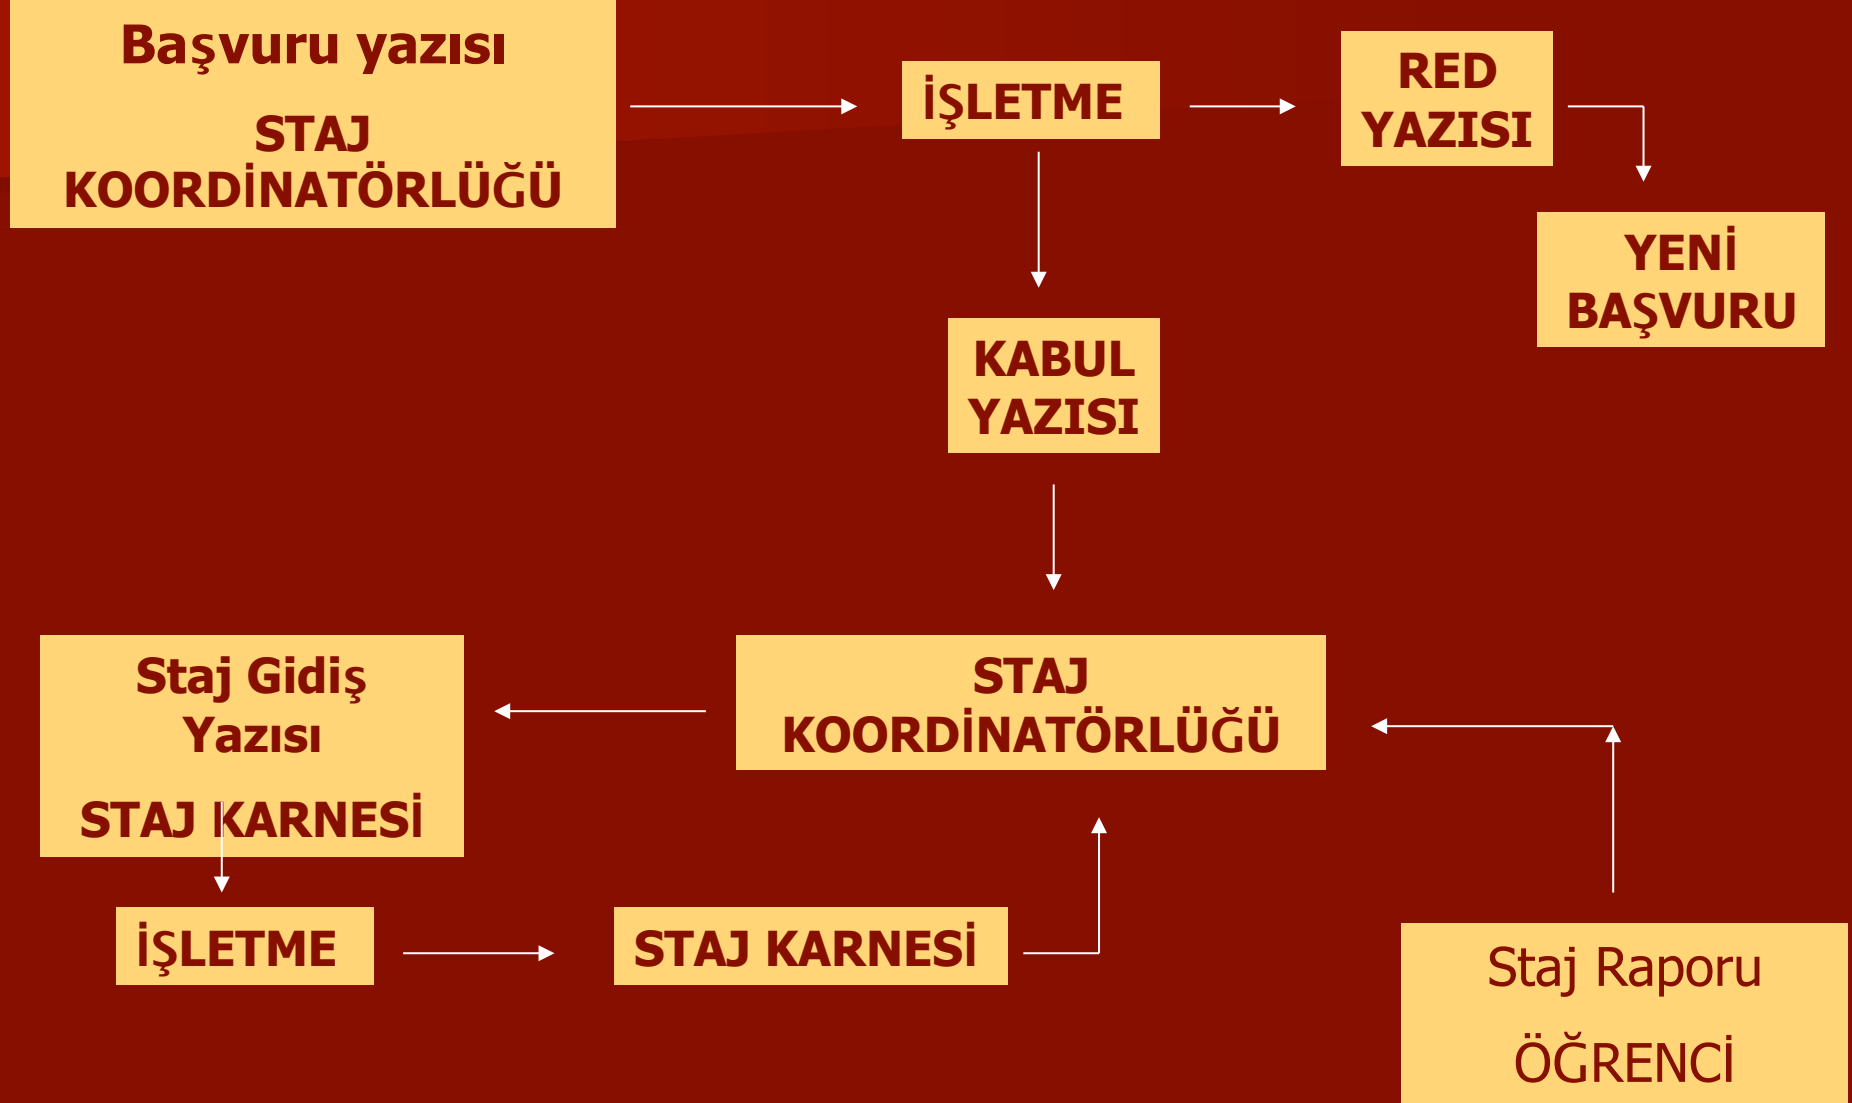 Başvuru yazısı
STAJ
KOORDİNATÖRLÜĞÜ
İŞLETME
RED
YAZISI
YENİ
BAŞVURU
KABUL
YAZISI
Staj Gidiş
Yazısı
STAJ KARNESİ
STAJ
KOORDİNATÖRLÜĞÜ
İŞLETME
STAJ KARNESİ
Staj Raporu
ÖĞRENCİ